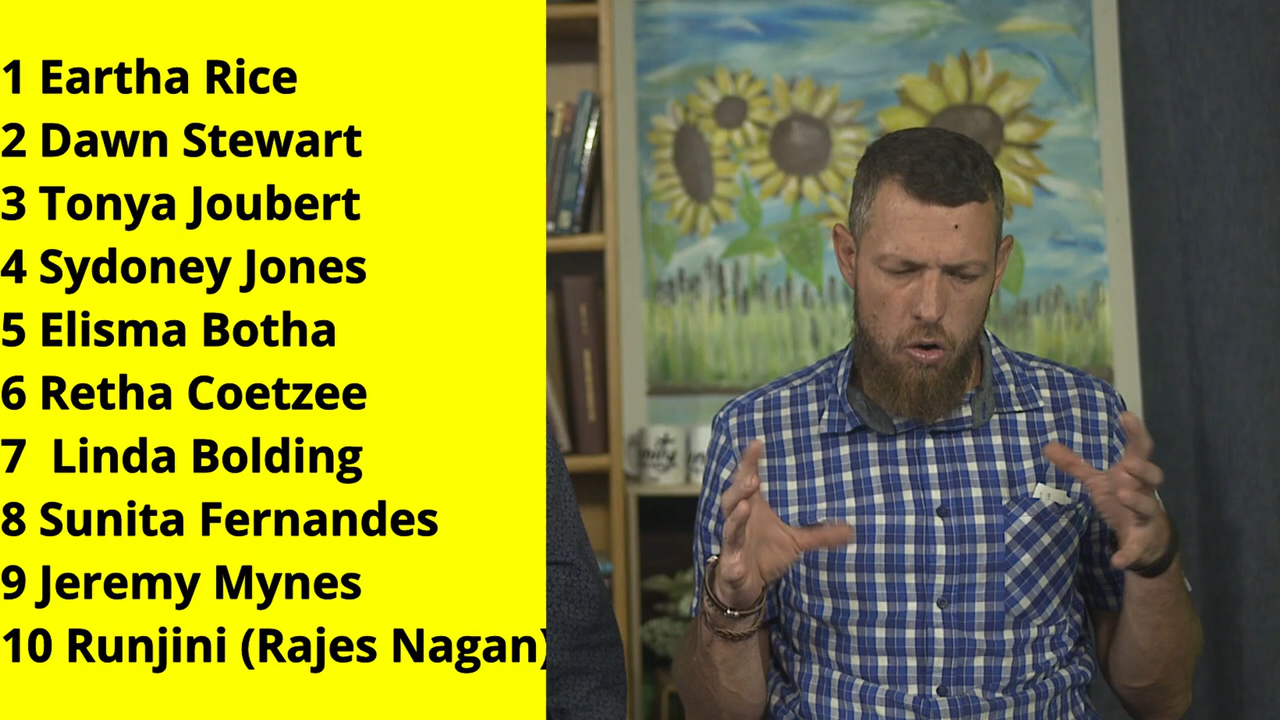 1 Eartha Rice
2 Dawn Stewart
3 Tonya Joubert
4 Sydoney Jones
5 Elisma Botha
6 Retha Coetzee
7  Linda Bolding
8 Sunita Fernandes
9 Jeremy Mynes
10 Runjini (Rajes Nagan)